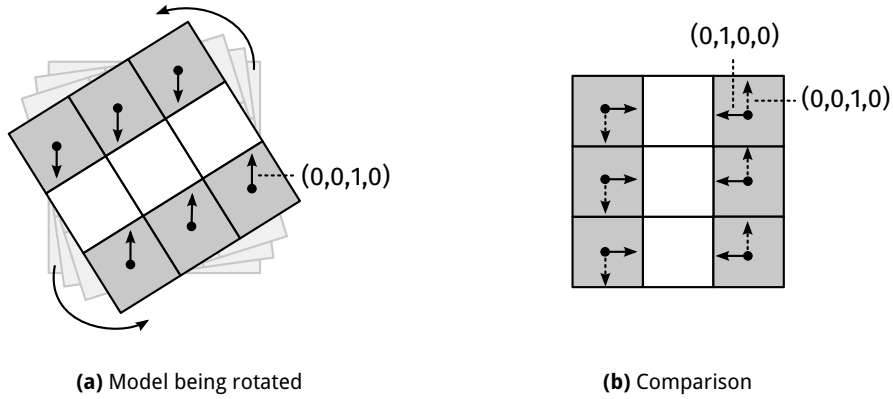 (0,1,0,0)
(0,0,1,0)
(0,0,1,0)
(a) Model being rotated
(b) Comparison